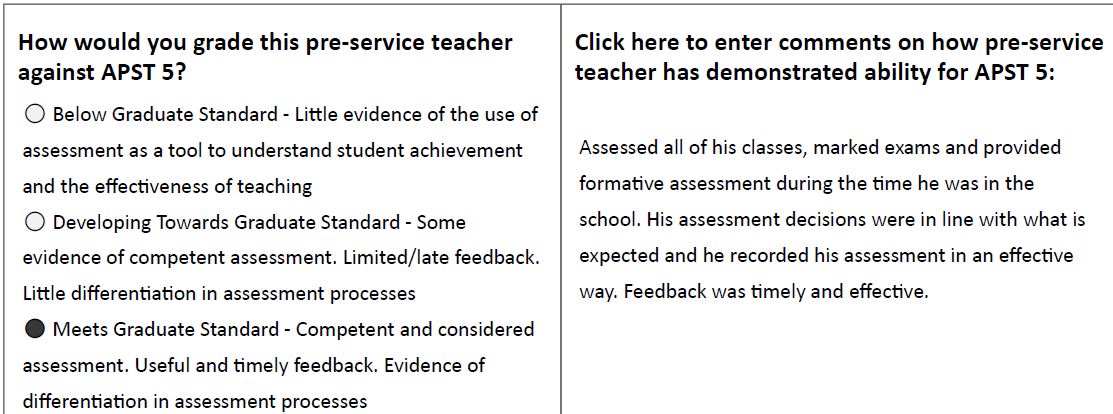 How would you grade this pre-service teacher
against APST 5?
Below Graduate Standard - Little evidence of the use of
assessment as a tool to understand student achievement
and the effectiveness of teaching
Developing Towards Graduate Standard - Some
evidence of competent assessment. Limited/late feedback.
Little differentiation in assessment processes
Meets Graduate Standard - Competent and considered
assessment. Useful and timely feedback. Evidence of
differentiation in assessment processes
Click here to enter comments on how pre-service
teacher has demonstrated ability for APST 5:
Assessed all of his classes, marked exams and provided
formative assessment during the time he was in the
school. His assessment decisions were in line with what is
expected and he recorded his assessment in an effective
way. Feedback was timely and effective.